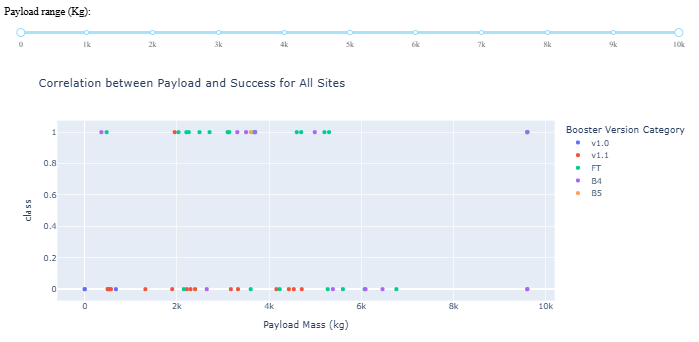 Payload range (Kg):
0 1k 2k 3k 4k 5k 6k 7k 8k 9k 10k
Correlation between Payload and Success for All Sites
Booster Version Category
v1.0
v1.1
FT
B4
B5
class
1
0.8
0.6
0.4
0.2
0
0 2k 4k 6k 8k 10k
Payload Mass (kg)